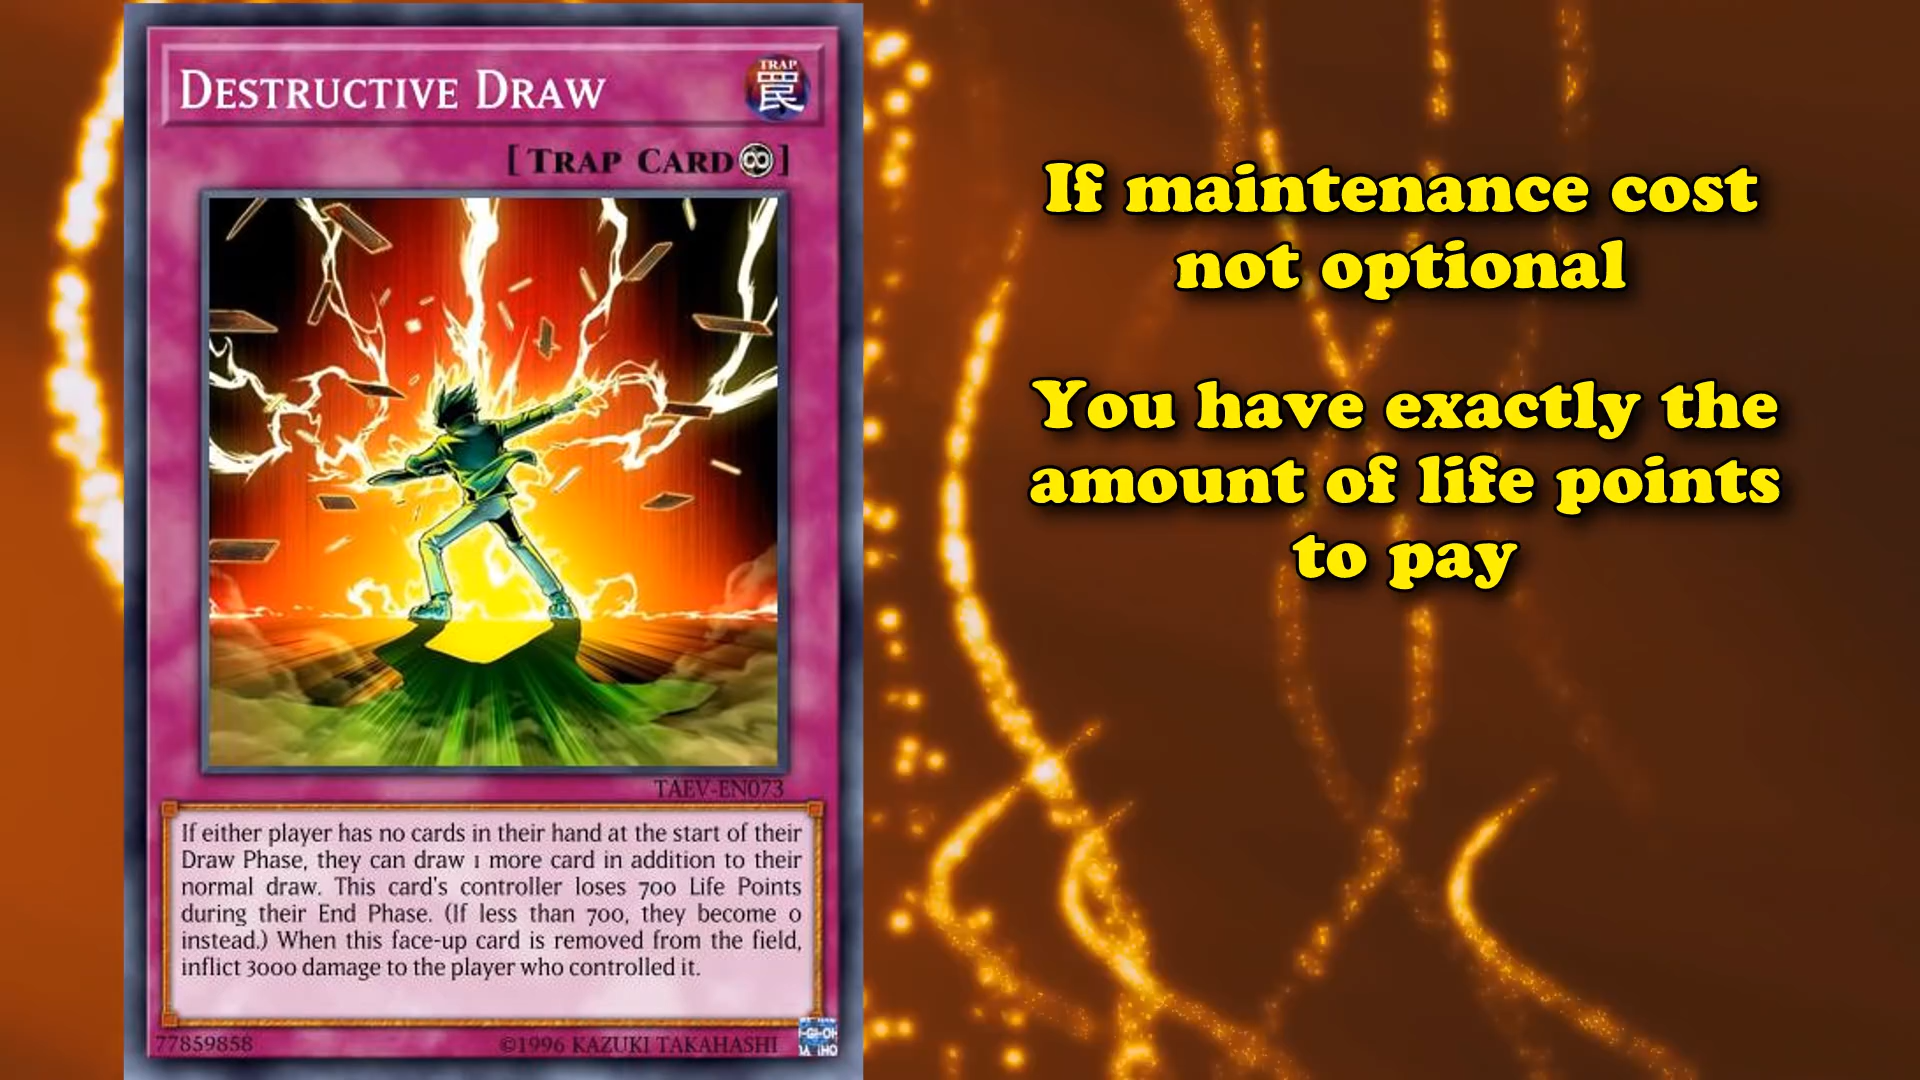 DESTRUCTIVE DRAW
TRAP
罠
[TRAP CARD∞]
TAEV-EN073
If either player has no cards in their hand at the start of their
Draw Phase, they can draw 1 more card in addition to their
normal draw. This card's controller loses 700 Life Points
during their End Phase. (If less than 700, they become 0
instead.) When this face-up card is removed from the field,
inflict 3000 damage to the player who controlled it.
77859858
©1996 KAZUKI TAKAHASHI
If maintenance cost
not optional
You have exactly the
amount of life points
to pay